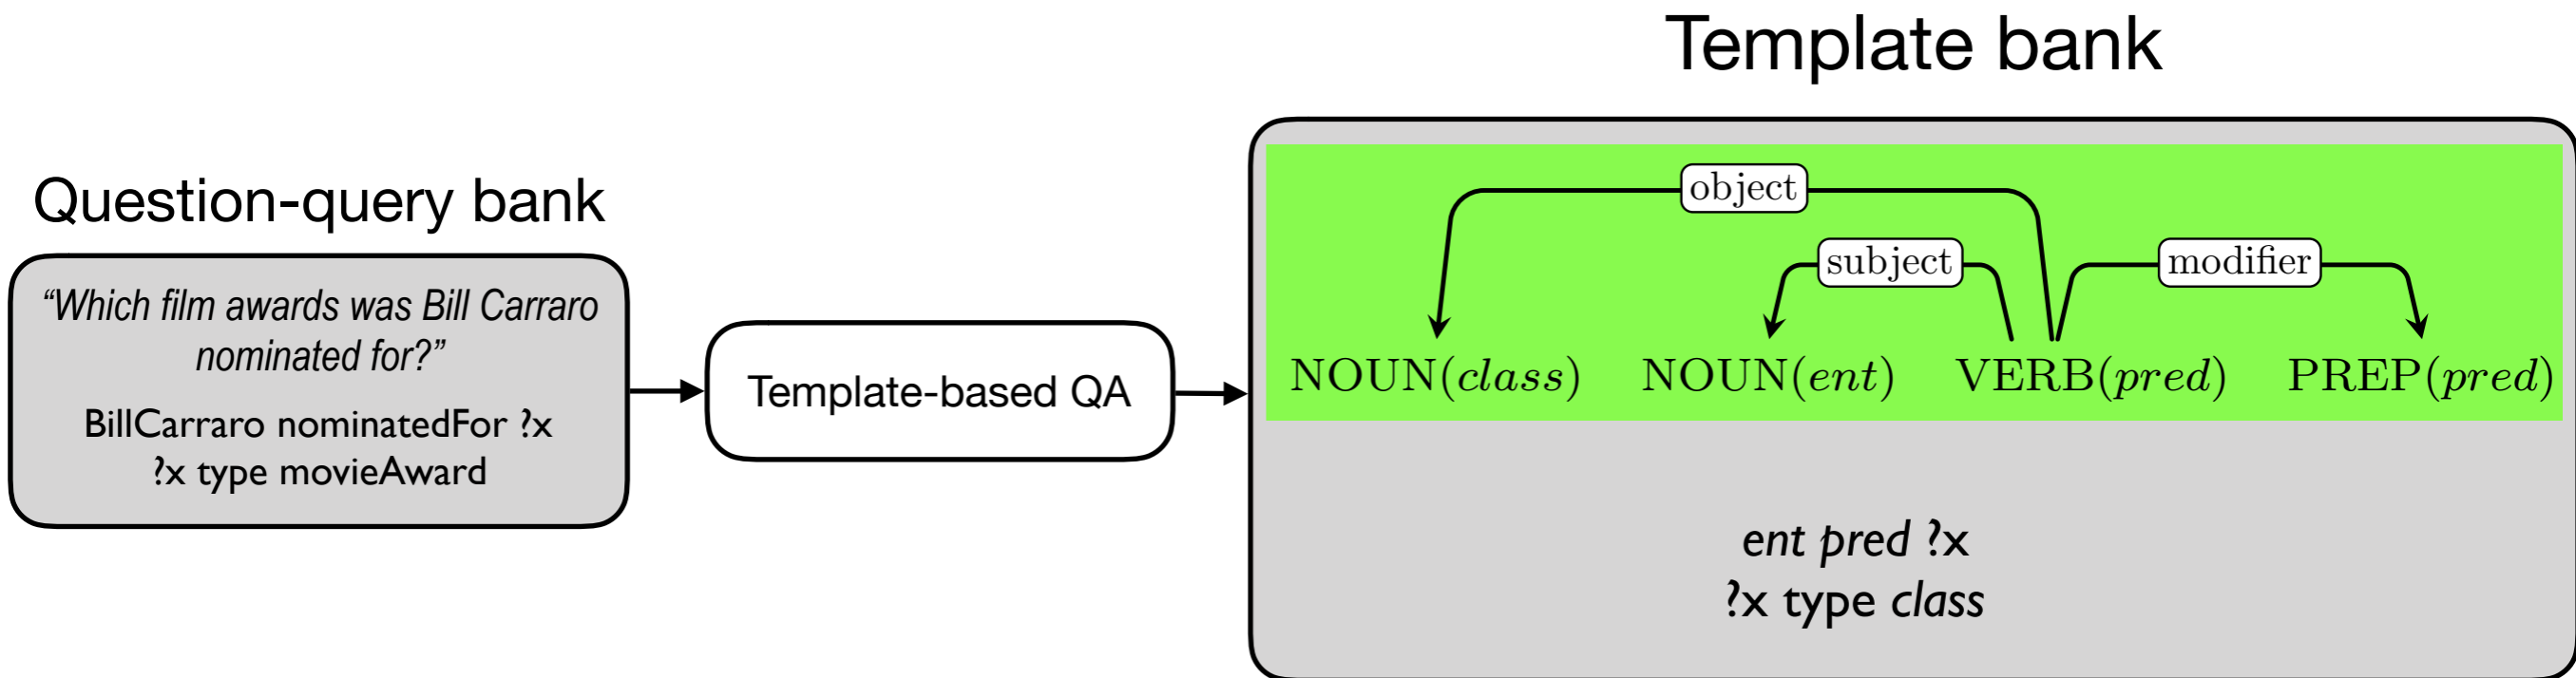 Question-query bank
“Which film awards was Bill Carraro
nominated for?”
BillCarraro nominatedFor ?x
?x type movieAward
Template-based QA
Template bank
object
subject
modifier
NOUN(class) NOUN(ent) VERB(pred) PREP(pred)
ent pred ?x
?x type class